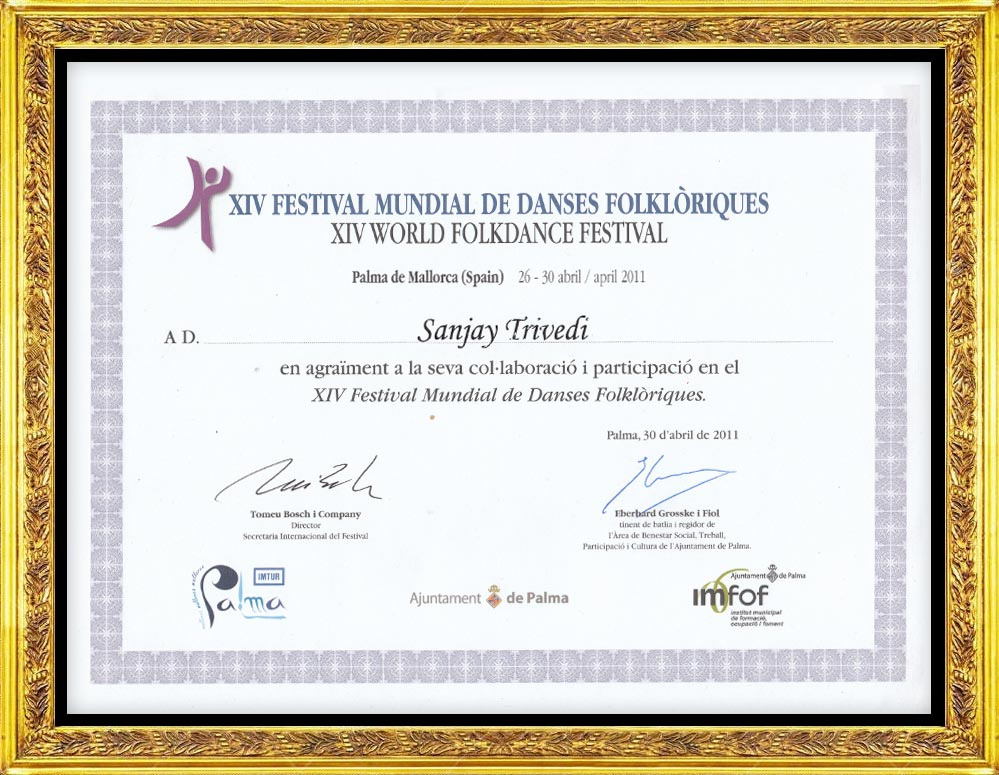 XIV FESTIVAL MUNDIAL DE DANSES FOLKLÒRIQUES
XIV WORLD FOLKDANCE FESTIVAL
Palma de Mallorca (Spain) 26 - 30 abril / april 2011
A D. Sanjay Trivedi
en agraïment a la seva col·laboració i participació en el
XIV Festival Mundial de Danses Folklòriques.
Palma, 30 d'abril de 2011
Tomeu Bosch i Company
Director
Secretaria Internacional del Festival
Eberhard Grosske i Fiol
tinent de batlia i regidor de
l'Àrea de Benestar Social, Treball,
Participació i Cultura de l'Ajuntament de Palma.
IMTUR
Palma
Ajuntament de Palma
Ajuntament de Palma
imfof
institut municipal
de formació,
ocupació i foment